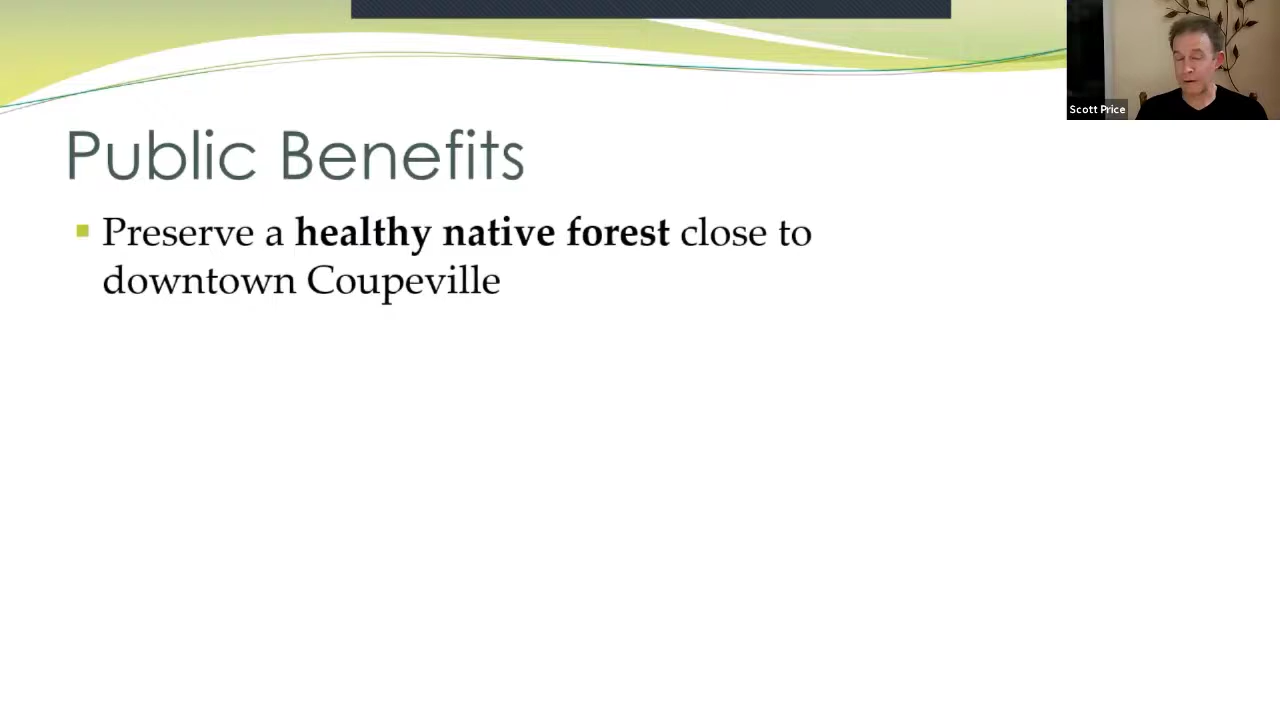 Scott Price
Public Benefits
Preserve a healthy native forest close to
downtown Coupeville